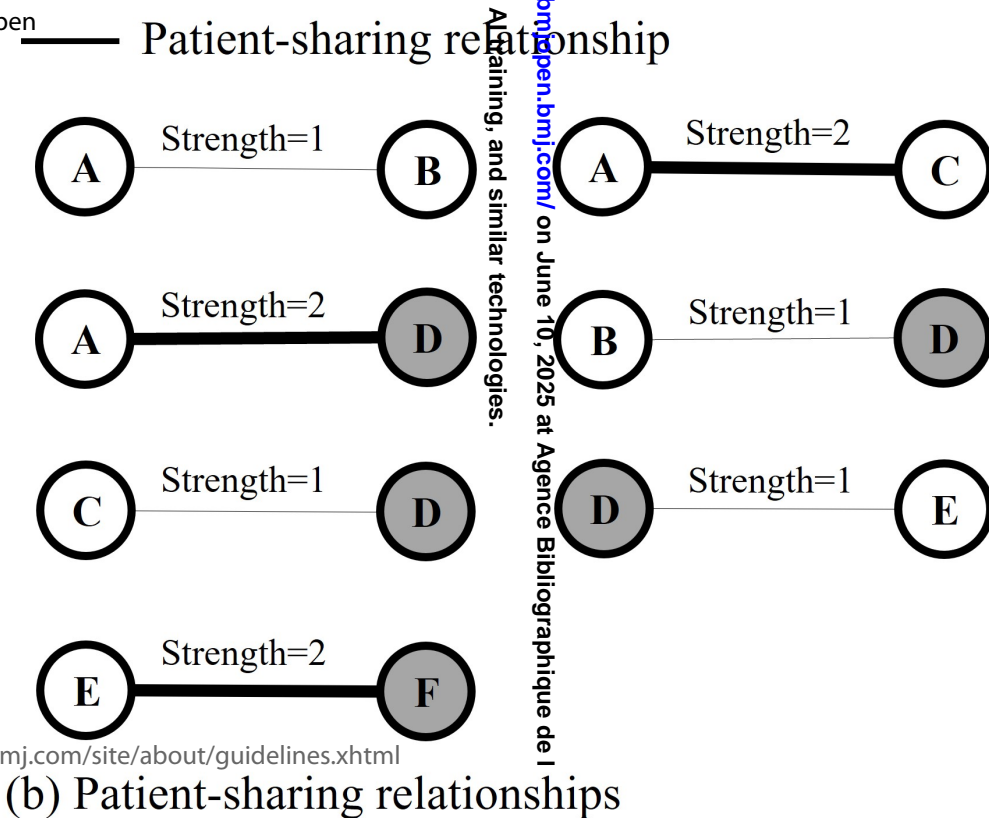 pen
Patient-sharing relationship
Strength=1
A
B
Strength=2
A
C
Strength=2
A
D
Strength=1
B
D
Strength=1
C
D
Strength=1
D
E
Strength=2
E
F
mj.com/site/about/guidelines.xhtml
(b) Patient-sharing relationships
bmjopen.bmj.com/ on June 10, 2025 at Agence Bibliographique de l
AI training, and similar technologies.